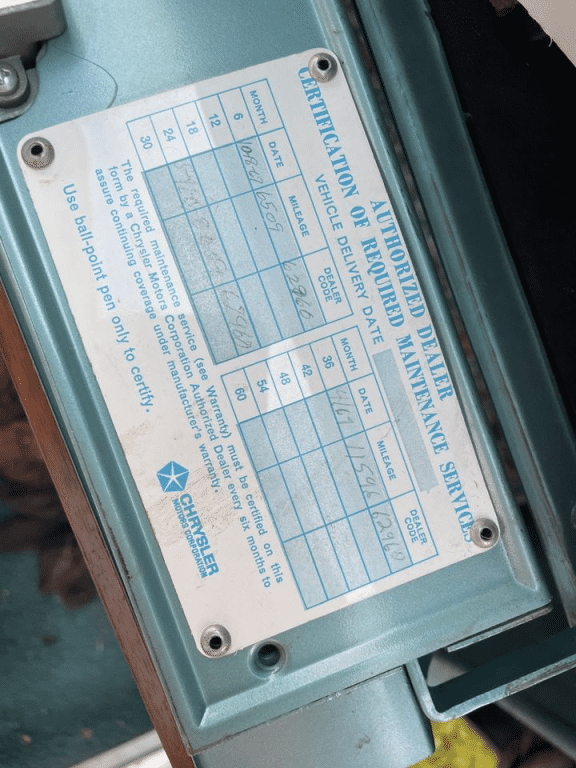 AUTHORIZED DEALER
CERTIFICATION OF REQUIRED MAINTENANCE SERVICES
VEHICLE DELIVERY DATE
MONTH DATE MILEAGE DEALER CODE
6 6509 62960
12
18
24
30
MONTH DATE MILEAGE DEALER CODE
36 62960
42
48
54
60
The required maintenance service (see Warranty) must be certified on this
form by a Chrysler Motors Corporation Authorized Dealer every six months to
assure continuing coverage under manufacturer's warranty.
Use ball-point pen only to certify.
CHRYSLER
MOTORS CORPORATION